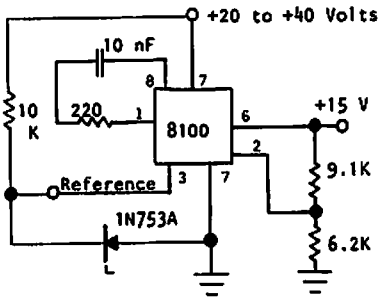 +20 to +40 Volts
10 nF
8
7
10
K
220
1
8100
6
+15 V
2
9.1K
Reference
3
7
1N753A
6.2K